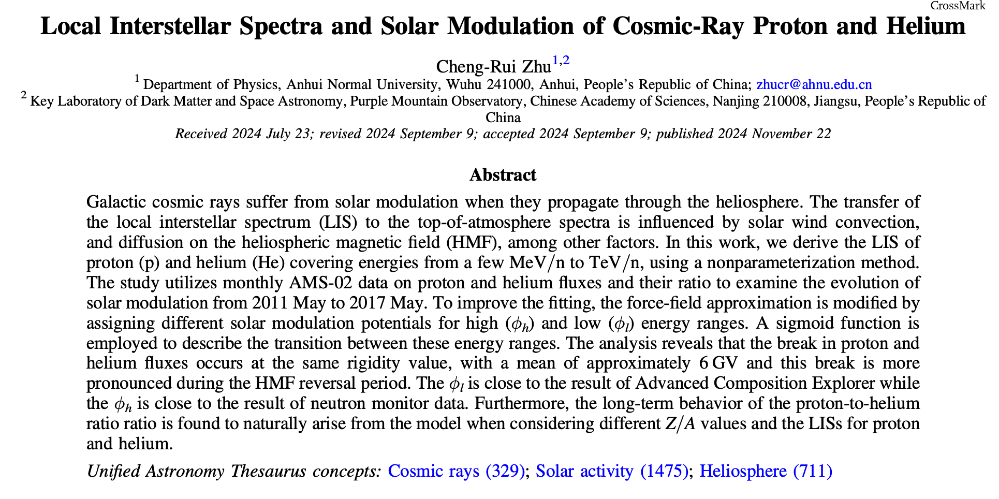 CrossMark
Local Interstellar Spectra and Solar Modulation of Cosmic-Ray Proton and Helium
Cheng-Rui Zhu1,2
1 Department of Physics, Anhui Normal University, Wuhu 241000, Anhui, People's Republic of China; zhucr@ahnu.edu.cn
2 Key Laboratory of Dark Matter and Space Astronomy, Purple Mountain Observatory, Chinese Academy of Sciences, Nanjing 210008, Jiangsu, People's Republic of
China
Received 2024 July 23; revised 2024 September 9; accepted 2024 September 9; published 2024 November 22
Abstract
Galactic cosmic rays suffer from solar modulation when they propagate through the heliosphere. The transfer of
the local interstellar spectrum (LIS) to the top-of-atmosphere spectra is influenced by solar wind convection,
and diffusion on the heliospheric magnetic field (HMF), among other factors. In this work, we derive the LIS of
proton (p) and helium (He) covering energies from a few MeV/n to TeV/n, using a nonparameterization method.
The study utilizes monthly AMS-02 data on proton and helium fluxes and their ratio to examine the evolution of
solar modulation from 2011 May to 2017 May. To improve the fitting, the force-field approximation is modified by
assigning different solar modulation potentials for high (ϕh) and low (ϕl) energy ranges. A sigmoid function is
employed to describe the transition between these energy ranges. The analysis reveals that the break in proton and
helium fluxes occurs at the same rigidity value, with a mean of approximately 6 GV and this break is more
pronounced during the HMF reversal period. The ϕl is close to the result of Advanced Composition Explorer while
the ϕh is close to the result of neutron monitor data. Furthermore, the long-term behavior of the proton-to-helium
ratio ratio is found to naturally arise from the model when considering different Z/A values and the LISs for proton
and helium.
Unified Astronomy Thesaurus concepts: Cosmic rays (329); Solar activity (1475); Heliosphere (711)